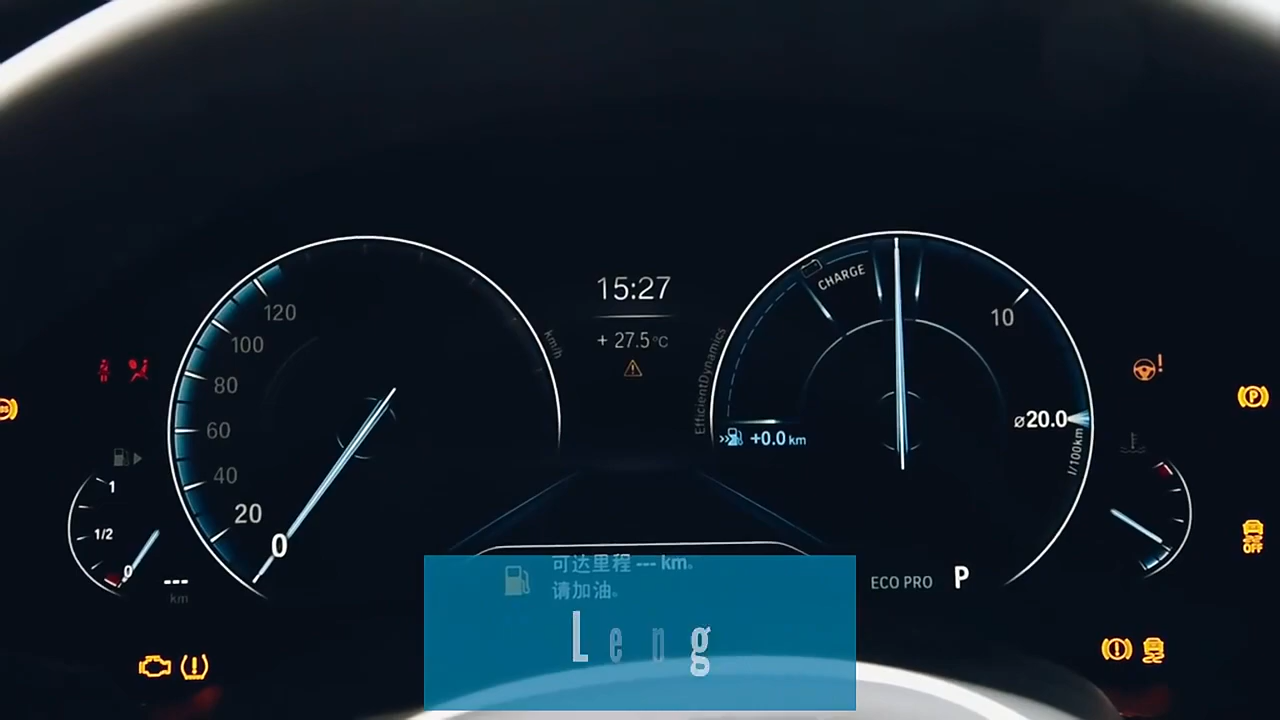 15:27
+ 27.5°C
120
100
80
60
40
20
0
km/h
1
1/2
0
--- km
CHARGE
EfficientDynamics
+0.0 km
10
ø20.0
l/100km
ECO PRO P
OFF
可达里程 --- km。
请加油。
Leng